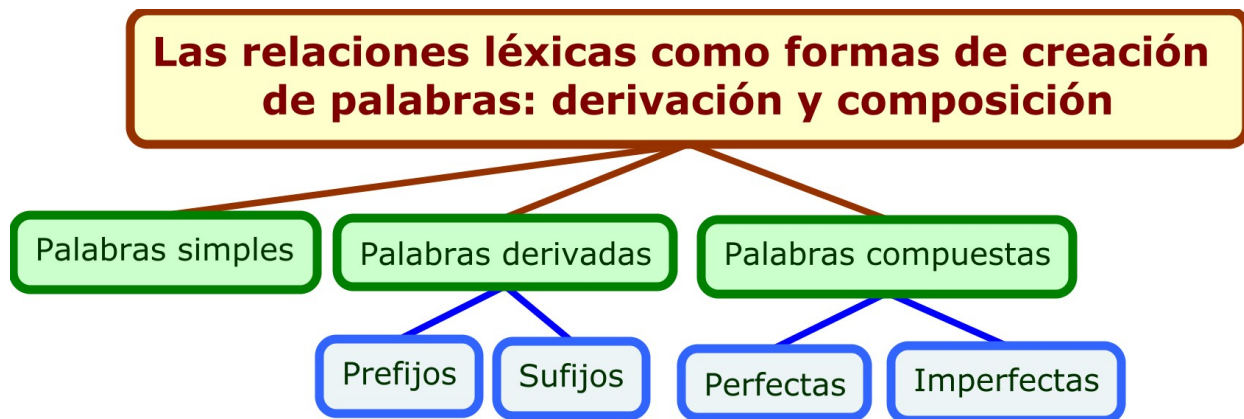 Las relaciones léxicas como formas de creación
de palabras: derivación y composición
Palabras simples
Palabras derivadas
Palabras compuestas
Prefijos
Sufijos
Perfectas
Imperfectas